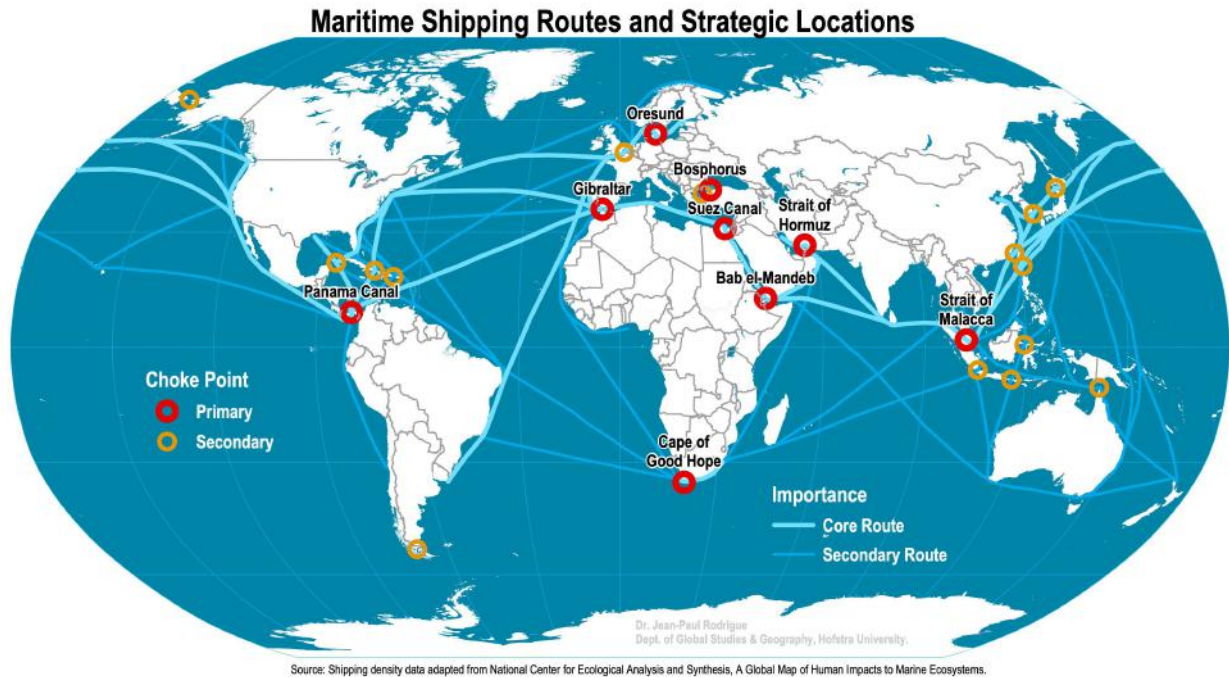 Maritime Shipping Routes and Strategic Locations
Oresund
Bosphorus
Gibraltar
Suez Canal
Strait of
Hormuz
Bab el-Mandeb
Panama Canal
Strait of
Malacca
Choke Point
Primary
Secondary
Cape of
Good Hope
Importance
Core Route
Secondary Route
Dr. Jean-Paul Rodrigue
Dept. of Global Studies & Geography, Hofstra University.
Source: Shipping density data adapted from National Center for Ecological Analysis and Synthesis, A Global Map of Human Impacts to Marine Ecosystems.